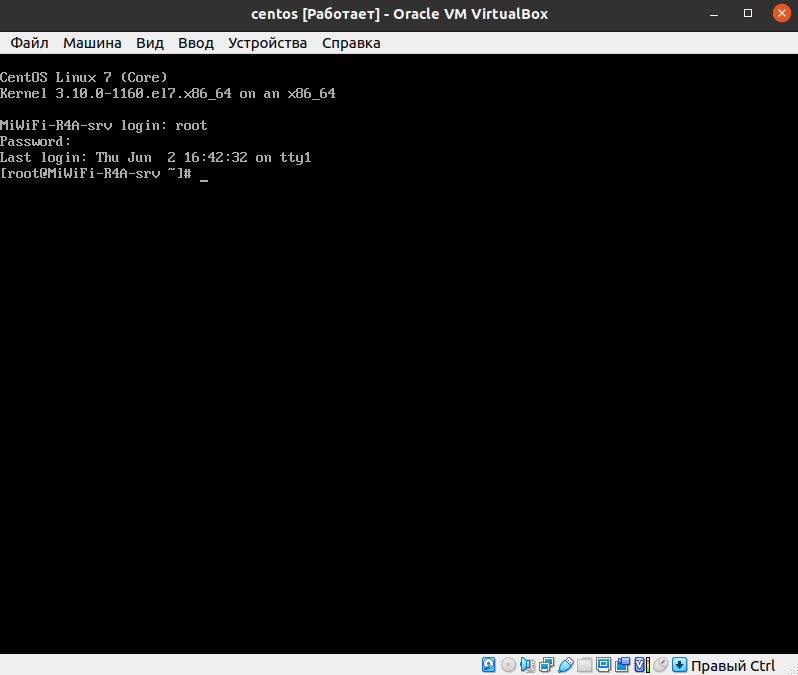 centos [Работает] - Oracle VM VirtualBox
Файл Машина Вид Ввод Устройства Справка
CentOS Linux 7 (Core)
Kernel 3.10.0-1160.el7.x86_64 on an x86_64
MiWiFi-R4A-srv login: root
Password:
Last login: Thu Jun  2 16:42:32 on tty1
[root@MiWiFi-R4A-srv ~]# _
Правый Ctrl